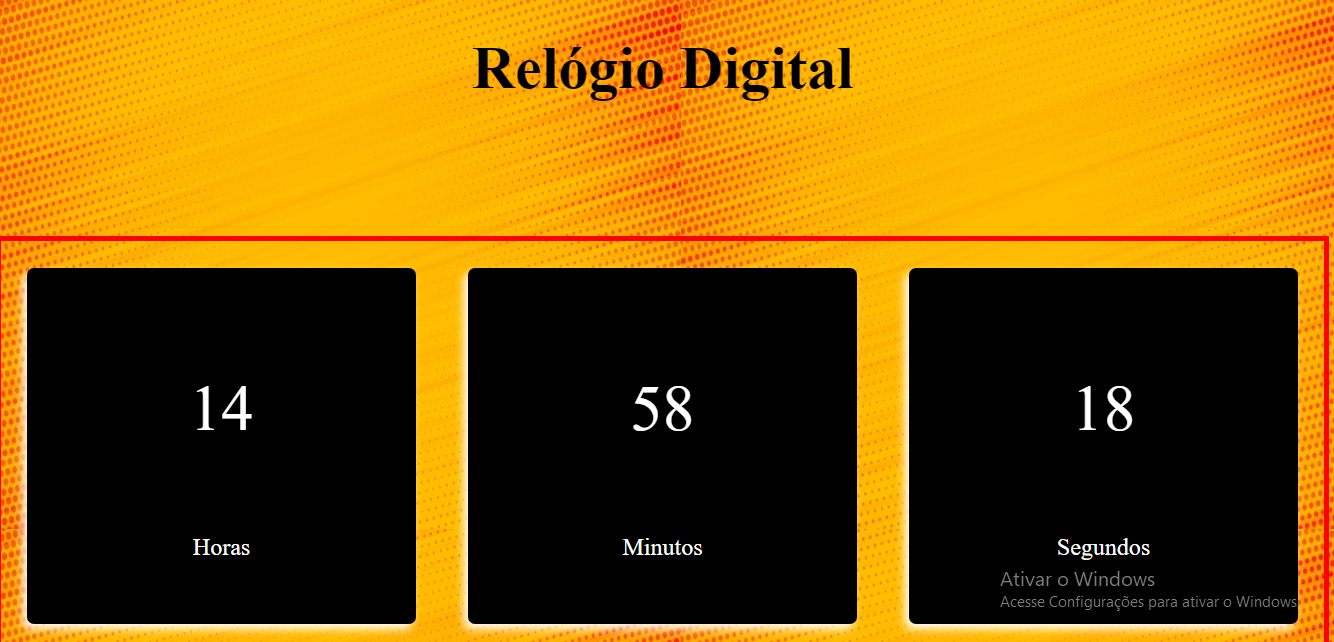 Relógio Digital
14
58
18
Horas
Minutos
Segundos
Ativar o Windows
Acesse Configurações para ativar o Windows